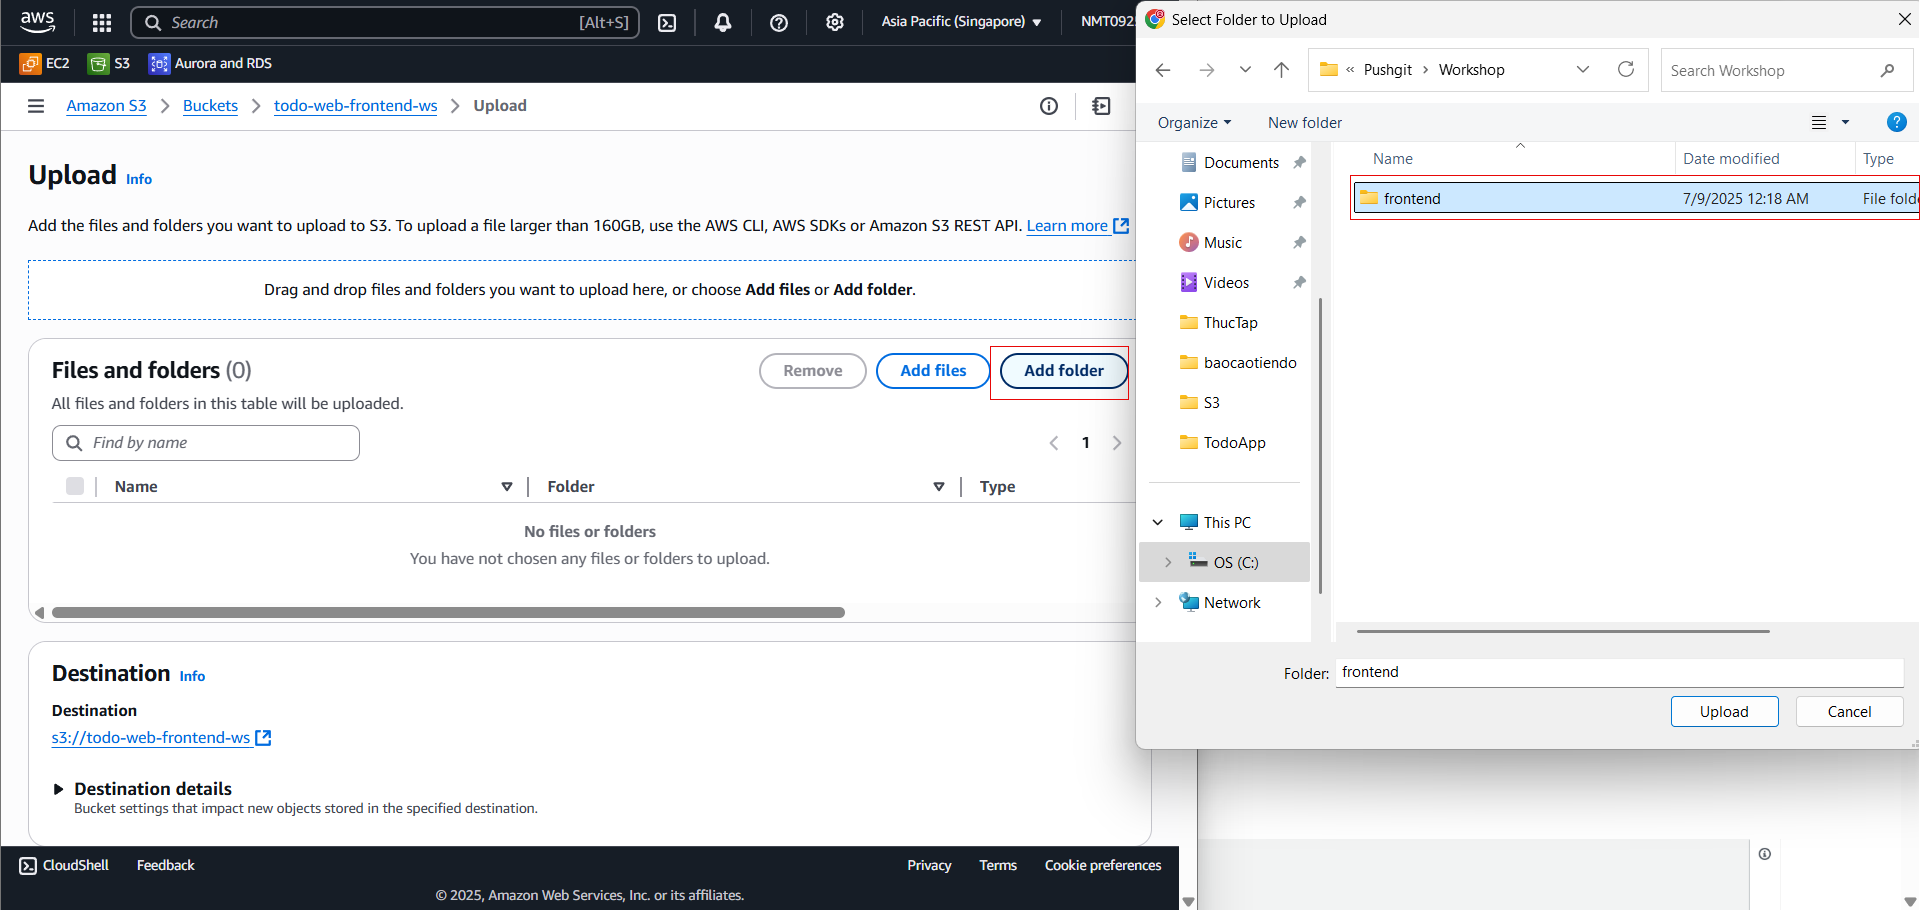 aws
Search
[Alt+S]
Asia Pacific (Singapore)
EC2
S3
Aurora and RDS
Amazon S3
Buckets
todo-web-frontend-ws
Upload
Upload
Info
Add the files and folders you want to upload to S3. To upload a file larger than 160GB, use the AWS CLI, AWS SDKs or Amazon S3 REST API. Learn more
Drag and drop files and folders you want to upload here, or choose Add files or Add folder.
Files and folders (0)
Remove
Add files
Add folder
All files and folders in this table will be uploaded.
Find by name
1
Name
Folder
Type
No files or folders
You have not chosen any files or folders to upload.
Destination
Info
Destination
s3://todo-web-frontend-ws
Destination details
Bucket settings that impact new objects stored in the specified destination.
CloudShell
Feedback
Privacy
Terms
Cookie preferences
© 2025, Amazon Web Services, Inc. or its affiliates.
Select Folder to Upload
«
Pushgit
Workshop
Search Workshop
Organize
New folder
Documents
Pictures
Music
Videos
ThucTap
baocaotiendo
S3
TodoApp
This PC
OS (C:)
Network
Name
Date modified
Type
frontend
7/9/2025 12:18 AM
File
Folder:
frontend
Upload
Cancel